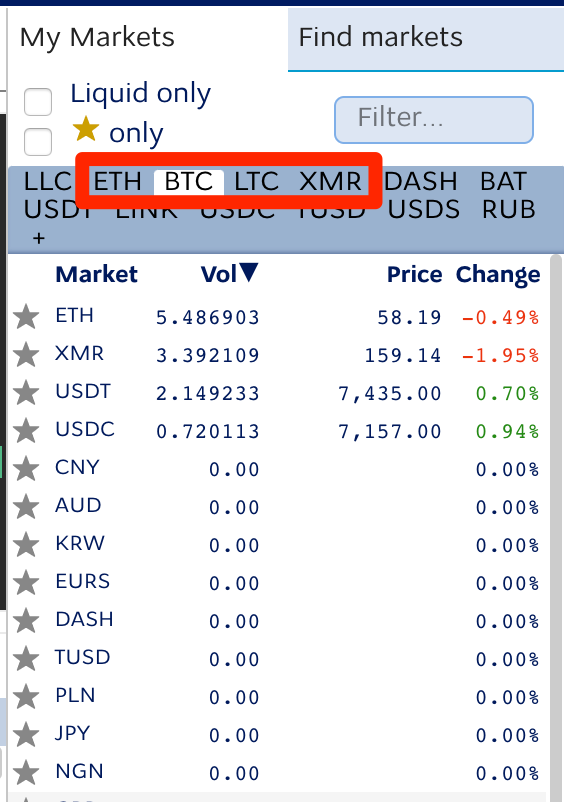 My Markets Find markets
Liquid only
★ only Filter...
LLC ETH BTC LTC XMR DASH BAT
USDT LINK USDC TUSD USDS RUB
+
Market Vol▼ Price Change
ETH 5.486903 58.19 -0.49%
XMR 3.392109 159.14 -1.95%
USDT 2.149233 7,435.00 0.70%
USDC 0.720113 7,157.00 0.94%
CNY 0.00 0.00%
AUD 0.00 0.00%
KRW 0.00 0.00%
EURS 0.00 0.00%
DASH 0.00 0.00%
TUSD 0.00 0.00%
PLN 0.00 0.00%
JPY 0.00 0.00%
NGN 0.00 0.00%